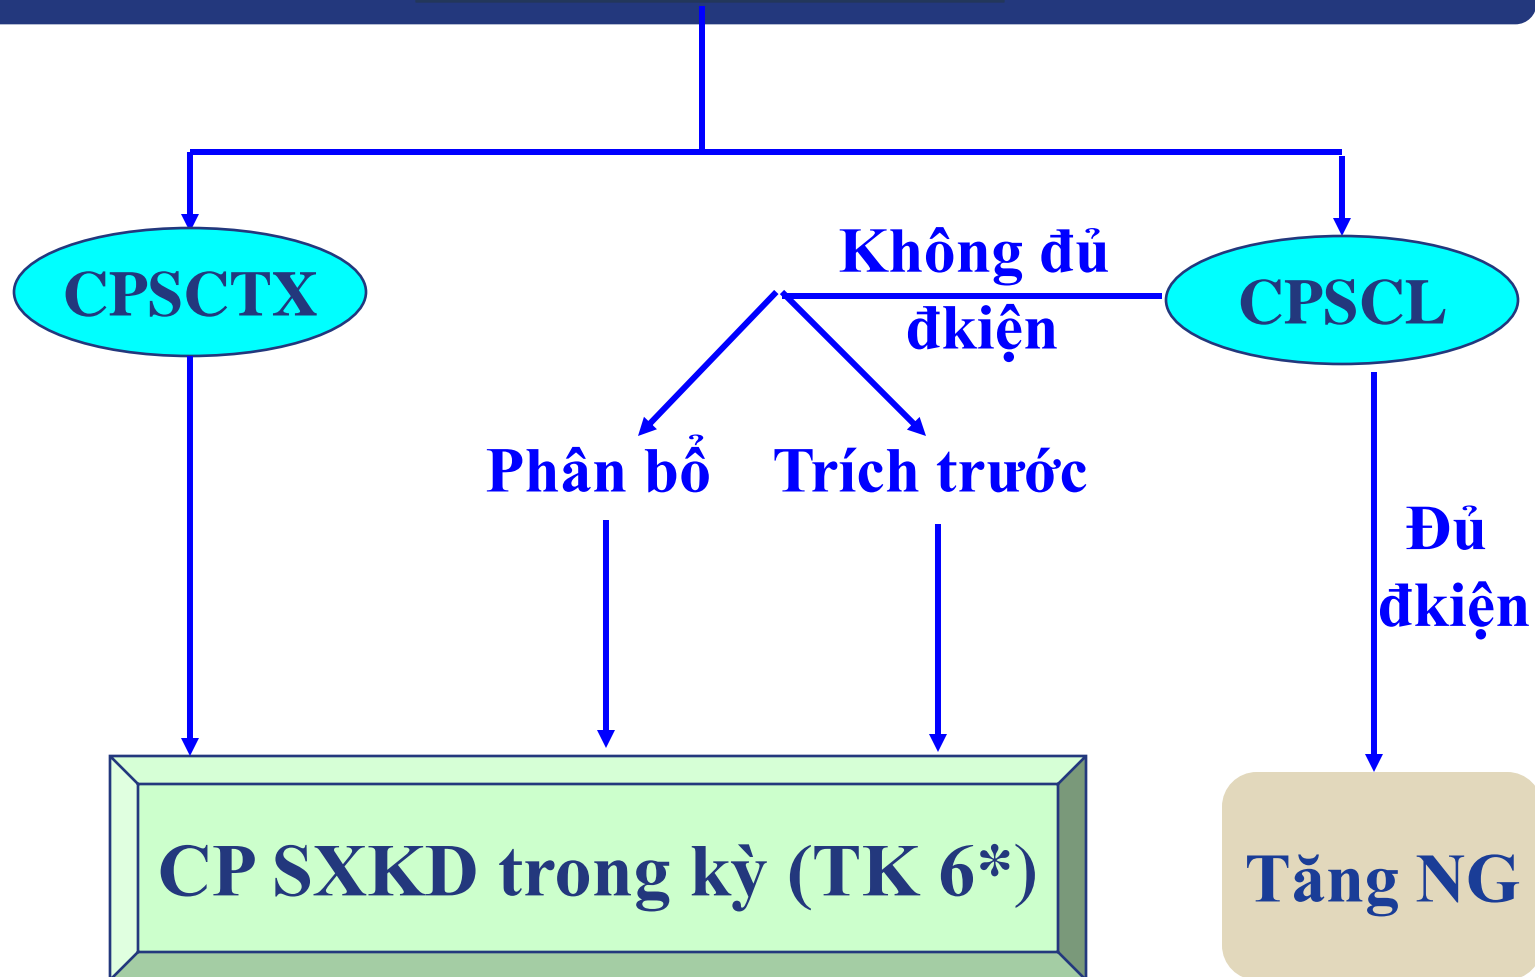 CPSCTX
Không đủ
đkiện
CPSCL
Phân bổ
Trích trước
Đủ
đkiện
CP SXKD trong kỳ (TK 6*)
Tăng NG